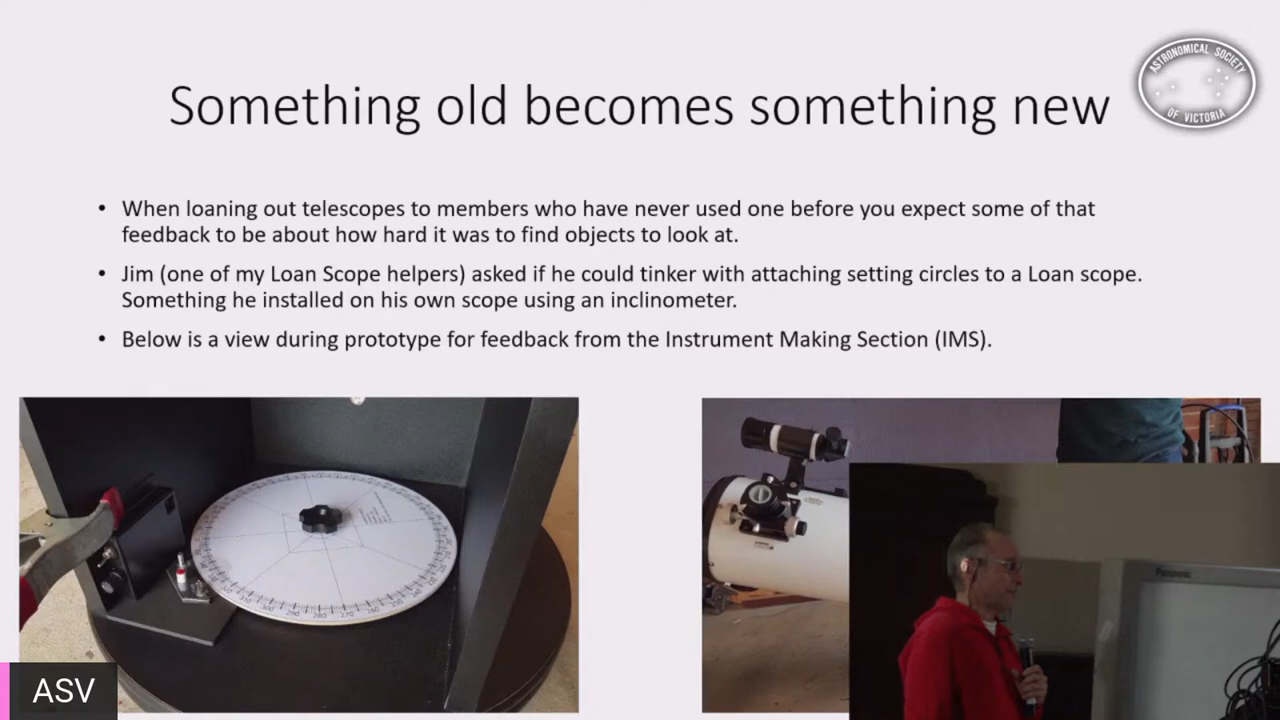 Something old becomes something new
ASTRONOMICAL SOCIETY
OF VICTORIA
• When loaning out telescopes to members who have never used one before you expect some of that
feedback to be about how hard it was to find objects to look at.
• Jim (one of my Loan Scope helpers) asked if he could tinker with attaching setting circles to a Loan scope.
Something he installed on his own scope using an inclinometer.
• Below is a view during prototype for feedback from the Instrument Making Section (IMS).
Panasonic
ASV